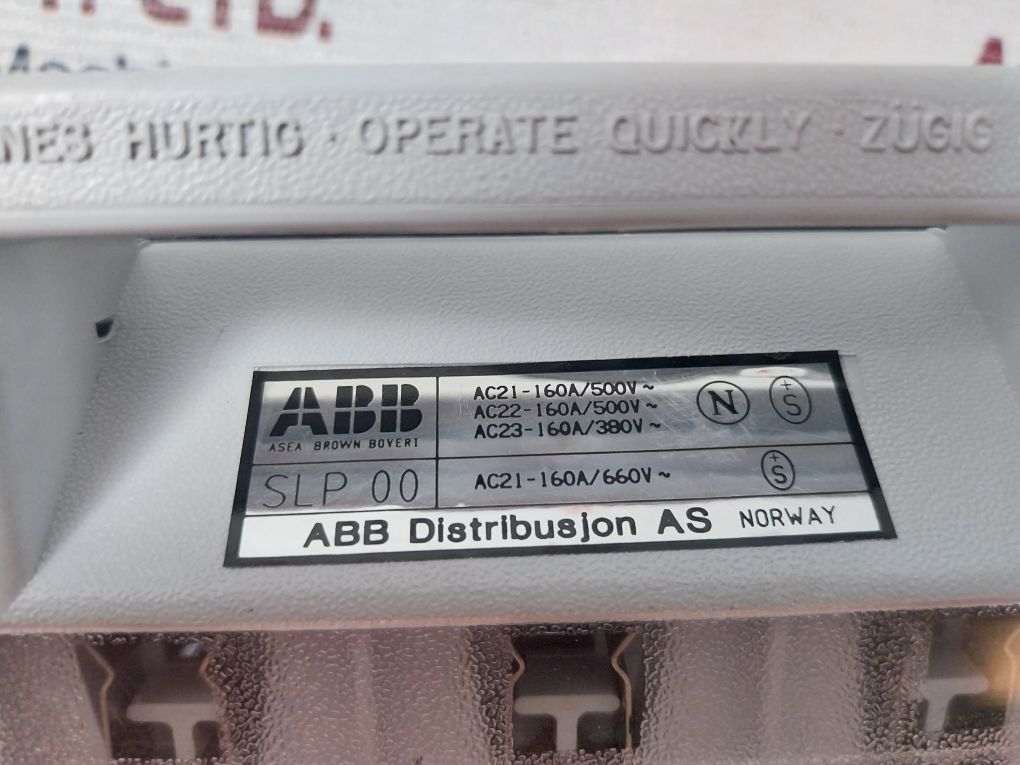 LTD.
NES HURTIG · OPERATE QUICKLY · ZÜGIG
ABB
ASEA BROWN BOVERI
AC21-160A/500V~
AC22-160A/500V~
AC23-160A/380V~
N
+
S
SLP 00
AC21-160A/660V~
+
S
ABB Distribusjon AS NORWAY